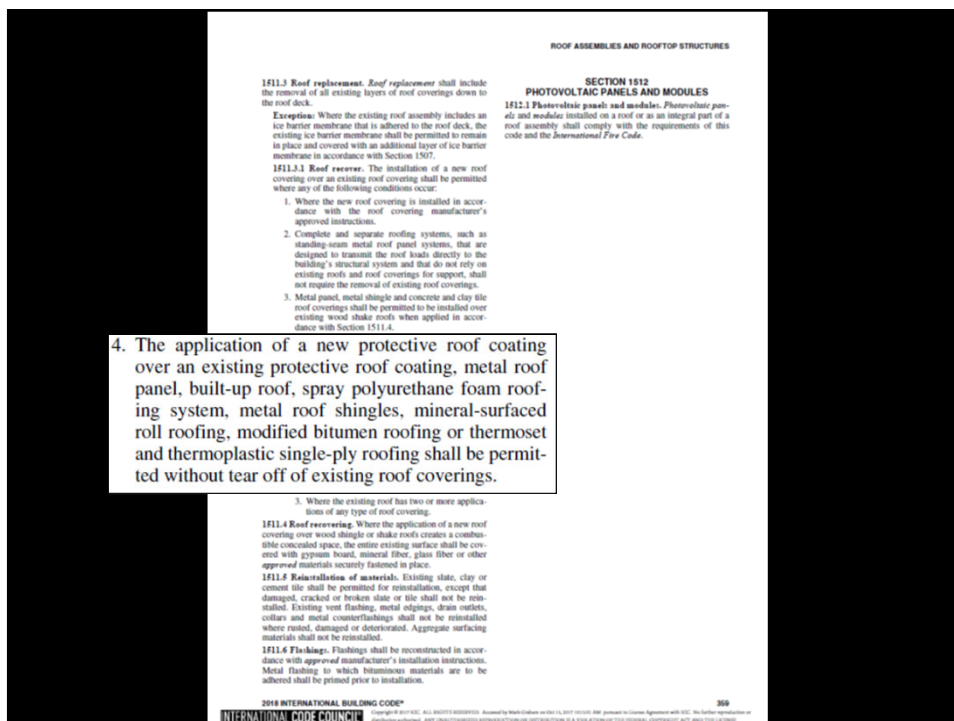 ROOF ASSEMBLIES AND ROOFTOP STRUCTURES
1511.3 Roof replacement. Roof replacement shall include
the removal of all existing layers of roof coverings down to
the roof deck.
Exception: Where the existing roof assembly includes an
ice barrier membrane that is adhered to the roof deck, the
existing ice barrier membrane shall be permitted to remain
in place and covered with an additional layer of ice barrier
membrane in accordance with Section 1507.
1511.3.1 Roof recover. The installation of a new roof
covering over an existing roof covering shall be permitted
where any of the following conditions occur:
1. Where the new roof covering is installed in accor-
dance with the roof covering manufacturer's
approved instructions.
2. Complete and separate roofing systems, such as
standing-seam metal roof panel systems, that are
designed to transmit the roof loads directly to the
building's structural system and that do not rely on
existing roofs and roof coverings for support, shall
not require the removal of existing roof coverings.
3. Metal panel, metal shingle and concrete and clay tile
roof coverings shall be permitted to be installed over
existing wood shake roofs when applied in accor-
dance with Section 1511.4.
4. The application of a new protective roof coating
over an existing protective roof coating, metal roof
panel, built-up roof, spray polyurethane foam roof-
ing system, metal roof shingles, mineral-surfaced
roll roofing, modified bitumen roofing or thermoset
and thermoplastic single-ply roofing shall be permit-
ted without tear off of existing roof coverings.
3. Where the existing roof has two or more applica-
tions of any type of roof covering.
1511.4 Roof recovering. Where the application of a new roof
covering over wood shingle or shake roofs creates a combus-
tible concealed space, the entire existing surface shall be cov-
ered with gypsum board, mineral fiber, glass fiber or other
approved materials securely fastened in place.
1511.5 Reinstallation of materials. Existing slate, clay or
cement tile shall be permitted for reinstallation, except that
damaged, cracked or broken slate or tile shall not be rein-
stalled. Existing vent flashing, metal edgings, drain outlets,
collars and metal counterflashings shall not be reinstalled
where rusted, damaged or deteriorated. Aggregate surfacing
materials shall not be reinstalled.
1511.6 Flashings. Flashings shall be reconstructed in accor-
dance with approved manufacturer's installation instructions.
Metal flashing to which bituminous materials are to be
adhered shall be primed prior to installation.
SECTION 1512
PHOTOVOLTAIC PANELS AND MODULES
1512.1 Photovoltaic panels and modules. Photovoltaic pan-
els and modules installed on a roof or as an integral part of a
roof assembly shall comply with the requirements of this
code and the International Fire Code.
2018 INTERNATIONAL BUILDING CODE®
359
INTERNATIONAL CODE COUNCIL